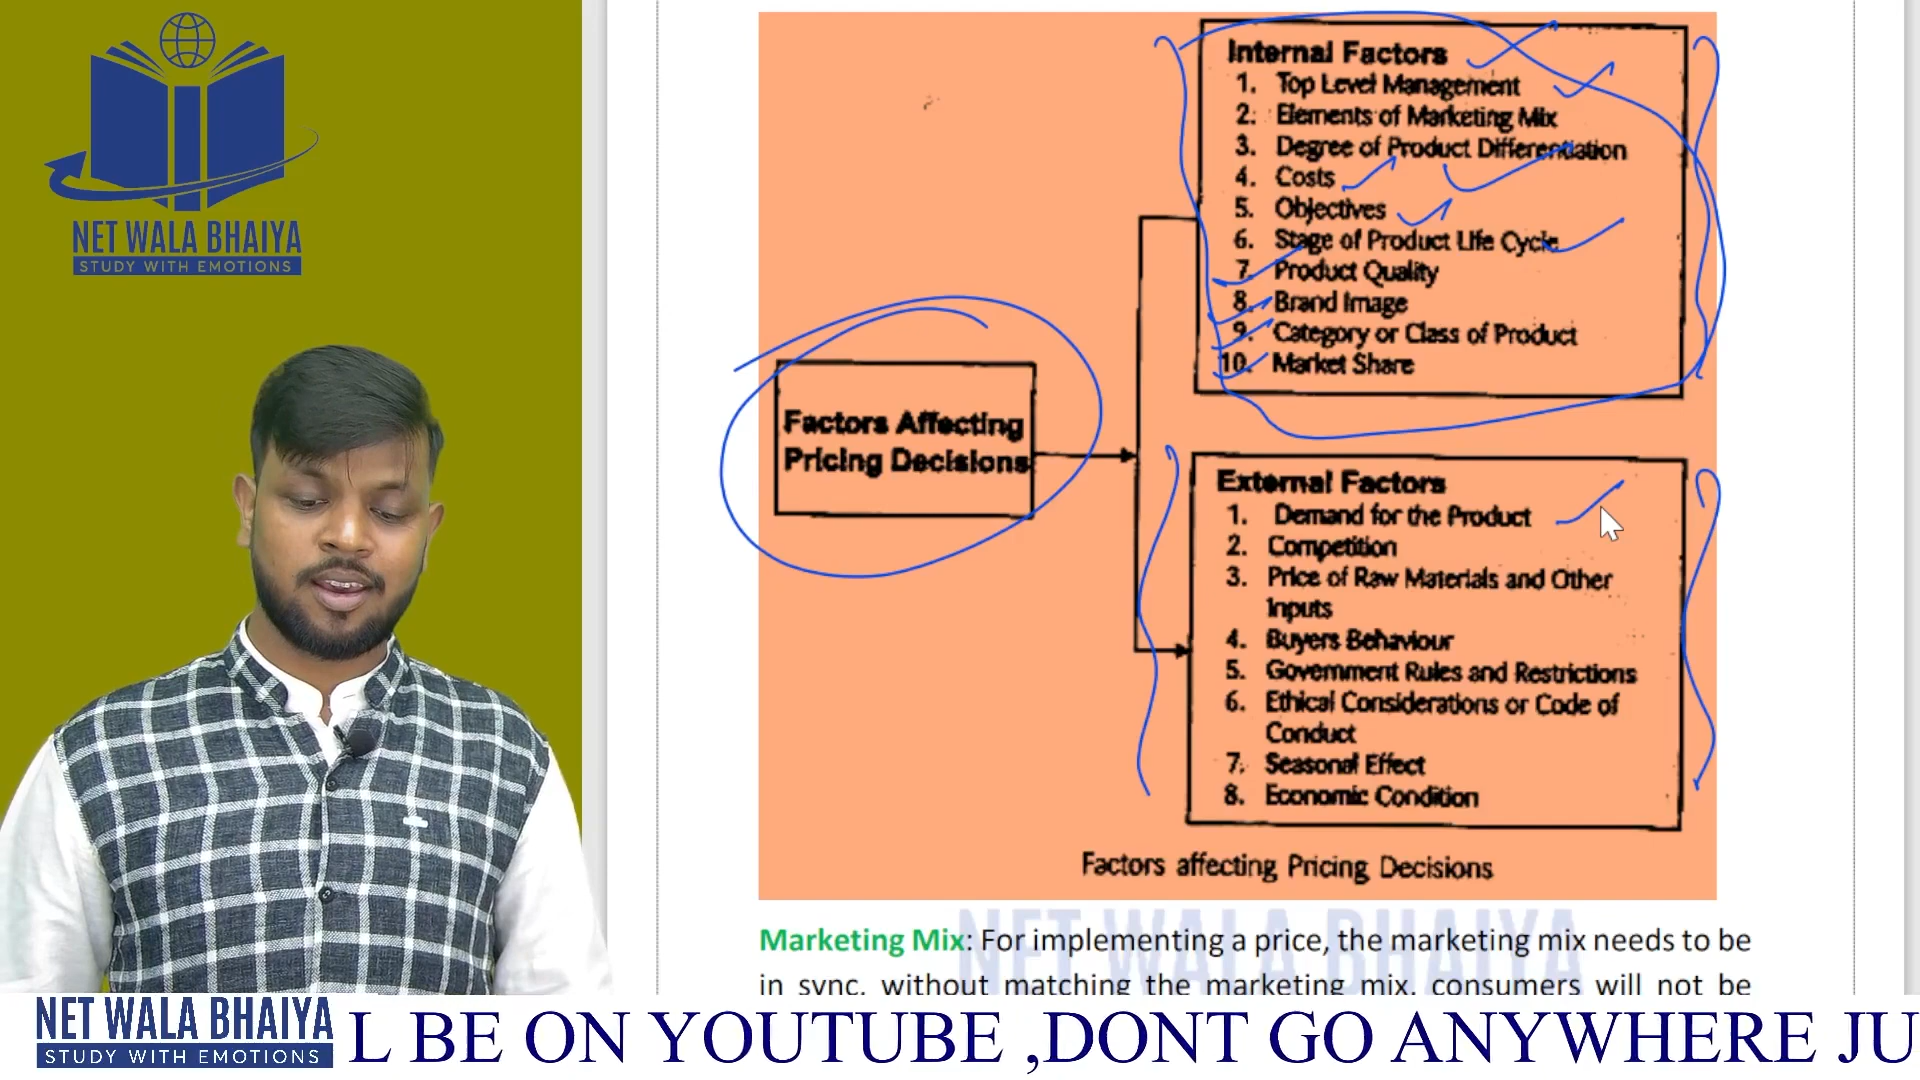 NET WALA BHAIYA
STUDY WITH EMOTIONS
Factors Affecting
Pricing Decisions
Internal Factors
1. Top Level Management
2. Elements of Marketing Mix
3. Degree of Product Differentiation
4. Costs
5. Objectives
6. Stage of Product Life Cycle
7. Product Quality
8. Brand Image
9. Category or Class of Product
10. Market Share
External Factors
1. Demand for the Product
2. Competition
3. Price of Raw Materials and Other
Inputs
4. Buyers Behaviour
5. Government Rules and Restrictions
6. Ethical Considerations or Code of
Conduct
7. Seasonal Effect
8. Economic Condition
Factors affecting Pricing Decisions
NET WALA BHAIYA
Marketing Mix: For implementing a price, the marketing mix needs to be
in sync, without matching the marketing mix, consumers will not be
NET WALA BHAIYA
STUDY WITH EMOTIONS
L BE ON YOUTUBE ,DONT GO ANYWHERE JU